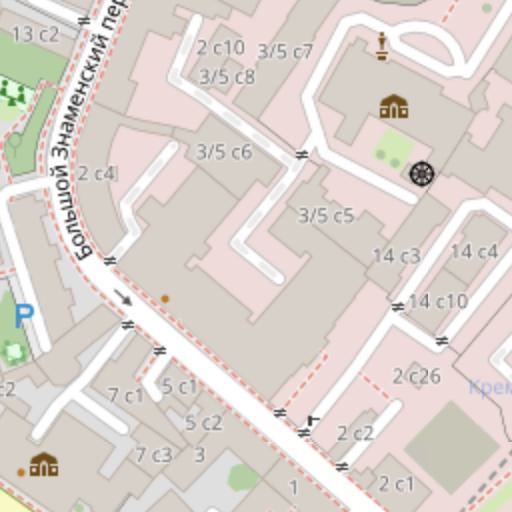 13 с2
2 с10
3/5 с7
3/5 с8
Большой Знаменский пер
3/5 с6
2 с4
3/5 с5
14 с3
14 с4
14 с10
P
2 с26
Крем
с2
7 с1
5 с1
5 с2
2 с2
7 с3
3
2 с1
1